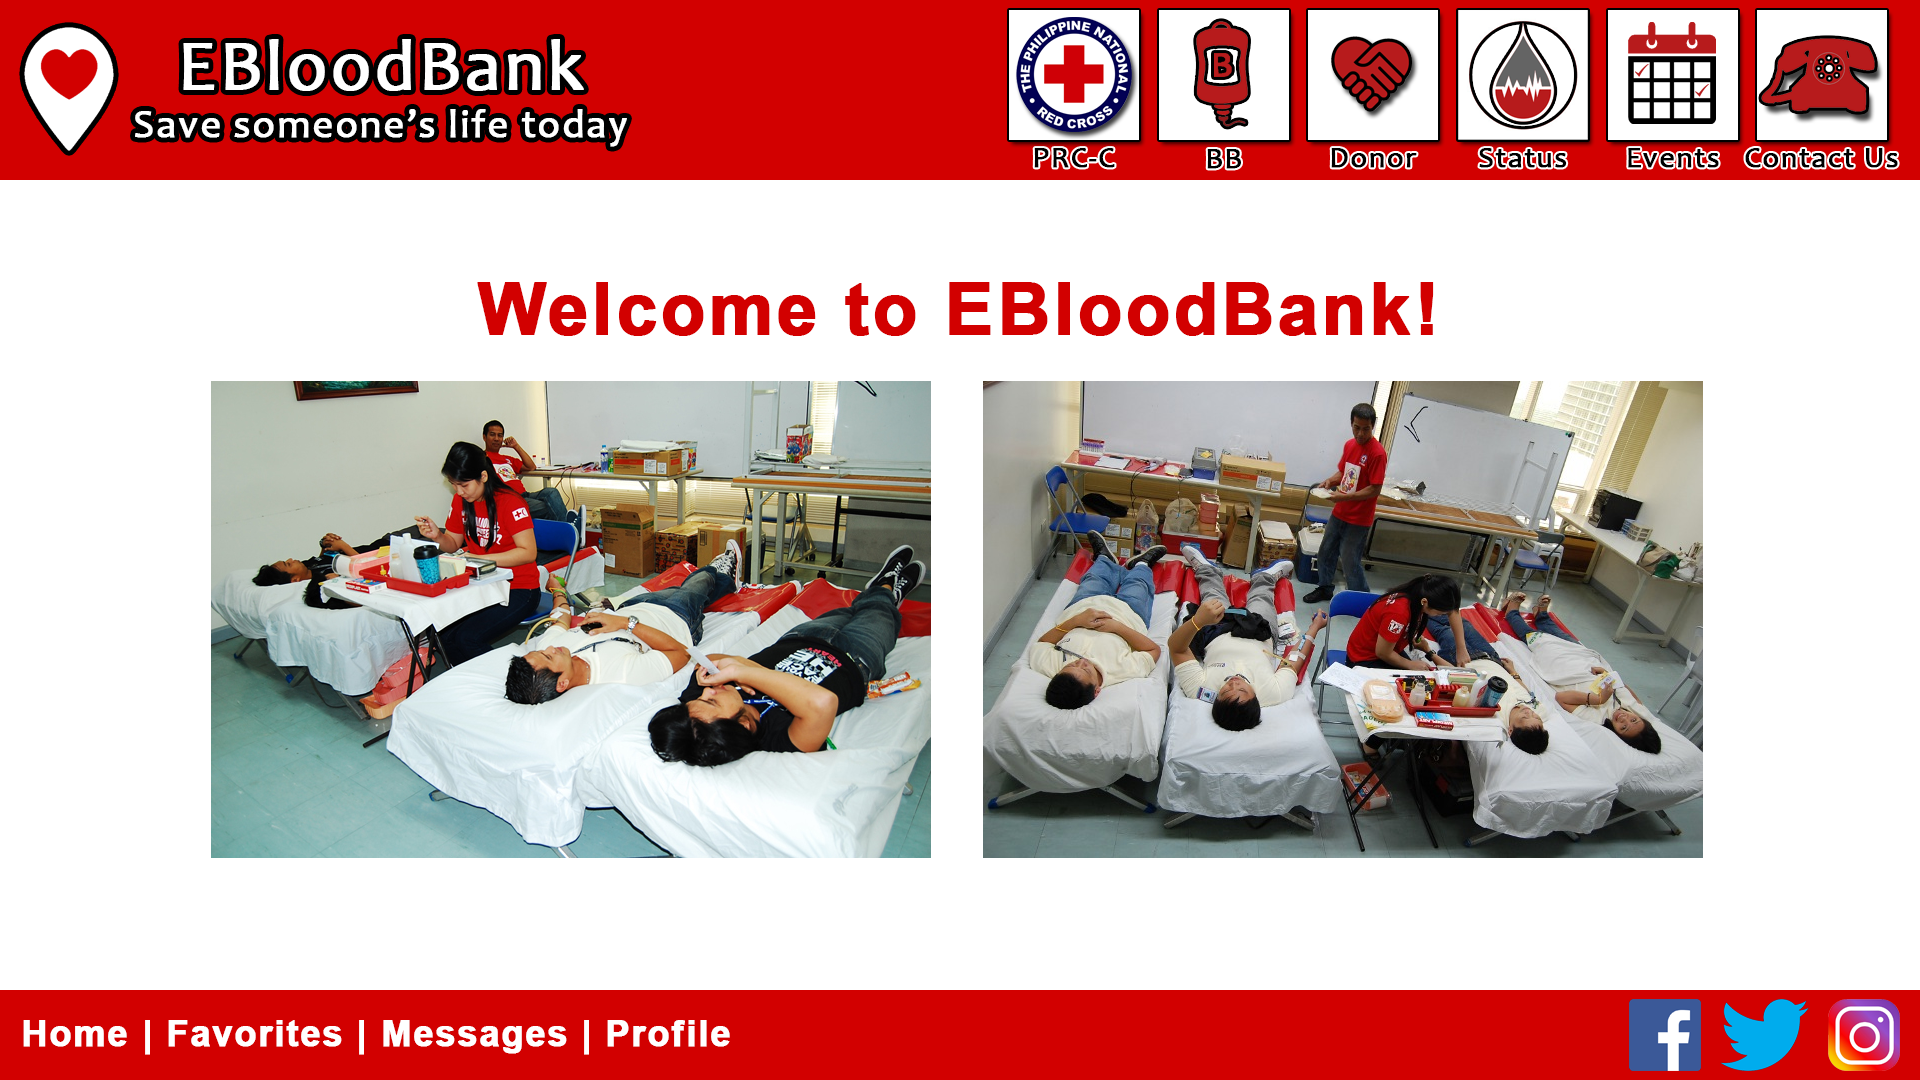 EBloodBank
Save someone’s life today
THE PHILIPPINE NATIONAL
• RED CROSS •
B
PRC-C
BB
Donor
Status
Events
Contact Us
Welcome to EBloodBank!
Home | Favorites | Messages | Profile